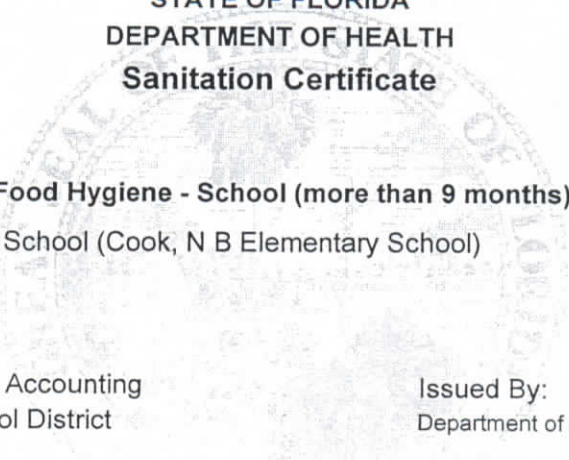 STATE OF FLORIDA
DEPARTMENT OF HEALTH
Sanitation Certificate
Food Hygiene - School (more than 9 months)
School (Cook, N B Elementary School)
Accounting
ol District
Issued By:
Department of